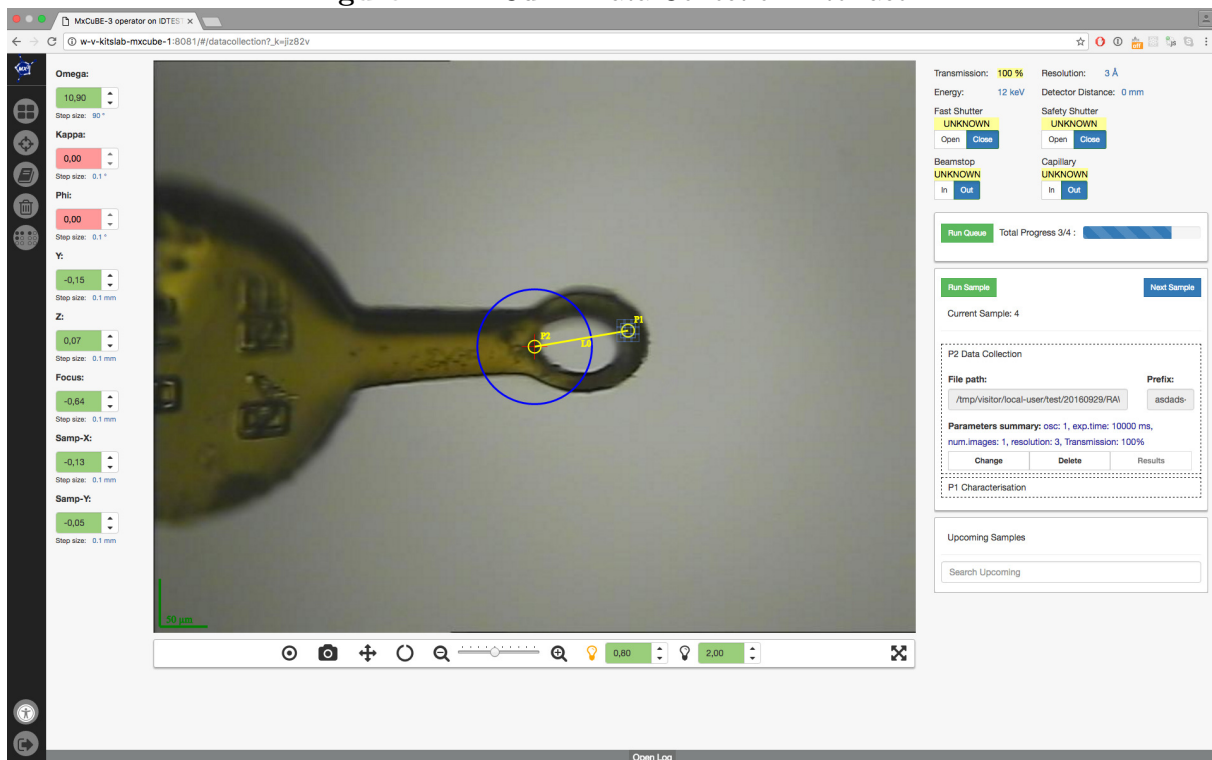 MxCuBE-3 operator on IDTES
w-v-kitslab-mxcube-1:8081/#/datacollection?_k=jiz82v
Omega:
10,90
Step size: 90 °
Kappa:
0,00
Step size: 0.1 °
Phi:
0,00
Step size: 0.1 °
Y:
-0,15
Step size: 0.1 mm
Z:
0,07
Step size: 0.1 mm
Focus:
-0,64
Step size: 0.1 mm
Samp-X:
-0,13
Step size: 0.1 mm
Samp-Y:
-0,05
Step size: 0.1 mm
P2
L0
P1
50 µm
0,80
2,00
Transmission: 100 % Resolution: 3 Å
Energy: 12 keV Detector Distance: 0 mm
Fast Shutter Safety Shutter
UNKNOWN UNKNOWN
Open Close Open Close
Beamstop Capillary
UNKNOWN UNKNOWN
In Out In Out
Run Queue Total Progress 3/4 :
Run Sample Next Sample
Current Sample: 4
P2 Data Collection
File path: Prefix:
/tmp/visitor/local-user/test/20160929/RA\ asdads-
Parameters summary: osc: 1, exp.time: 10000 ms,
num.images: 1, resolution: 3, Transmission: 100%
Change Delete Results
P1 Characterisation
Upcoming Samples
Search Upcoming
Open Log